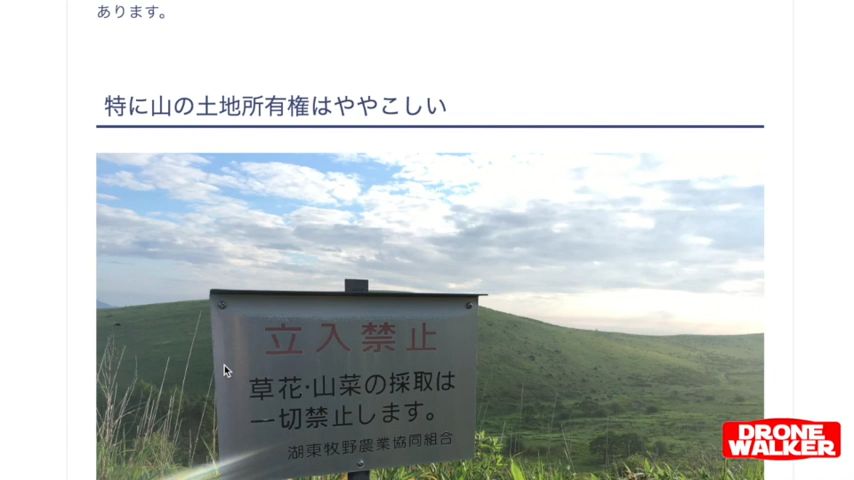 あります。
特に山の土地所有権はややこしい
立入禁止
草花・山菜の採取は
一切禁止します。
湖東牧野農業協同組合
DRONE
WALKER